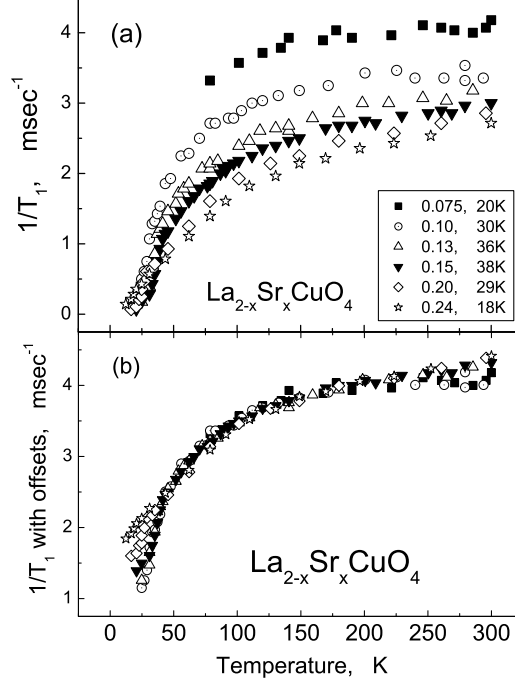 (a)
4
3
2
1
0
1/T₁, msec⁻¹
0.075, 20K
0.10, 30K
0.13, 36K
0.15, 38K
0.20, 29K
0.24, 18K
La₂₋ₓSrₓCuO₄
(b)
4
3
2
1
1/T₁ with offsets, msec⁻¹
La₂₋ₓSrₓCuO₄
0 50 100 150 200 250 300
Temperature, K